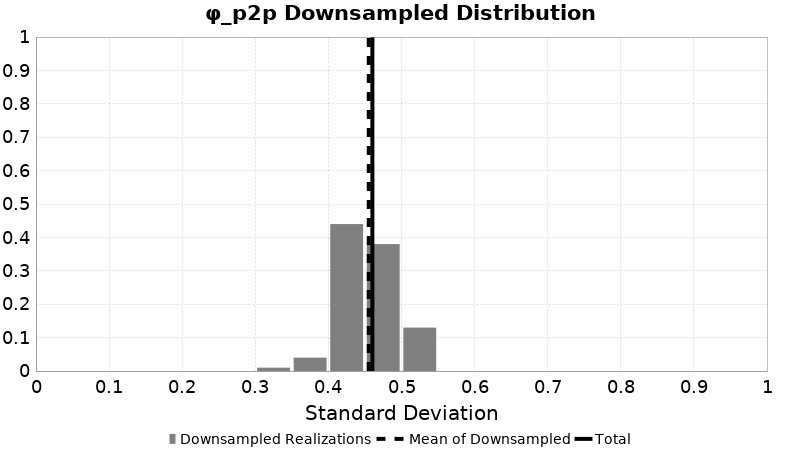 φ_p2p Downsampled Distribution
1
0.9
0.8
0.7
0.6
0.5
0.4
0.3
0.2
0.1
0
0 0.1 0.2 0.3 0.4 0.5 0.6 0.7 0.8 0.9 1
Standard Deviation
Downsampled Realizations Mean of Downsampled Total